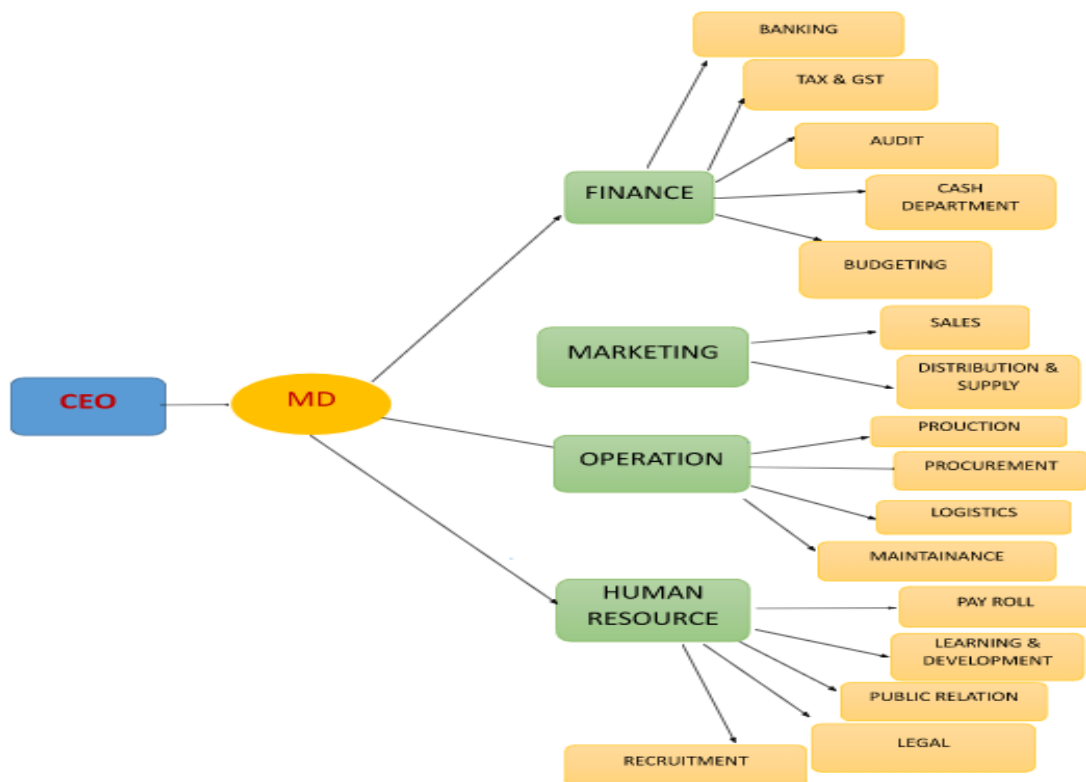 BANKING
TAX & GST
AUDIT
FINANCE
CASH
DEPARTMENT
BUDGETING
SALES
MARKETING
DISTRIBUTION &
SUPPLY
CEO
MD
PROUCTION
OPERATION
PROCUREMENT
LOGISTICS
MAINTAINANCE
HUMAN
RESOURCE
PAY ROLL
LEARNING &
DEVELOPMENT
PUBLIC RELATION
LEGAL
RECRUITMENT